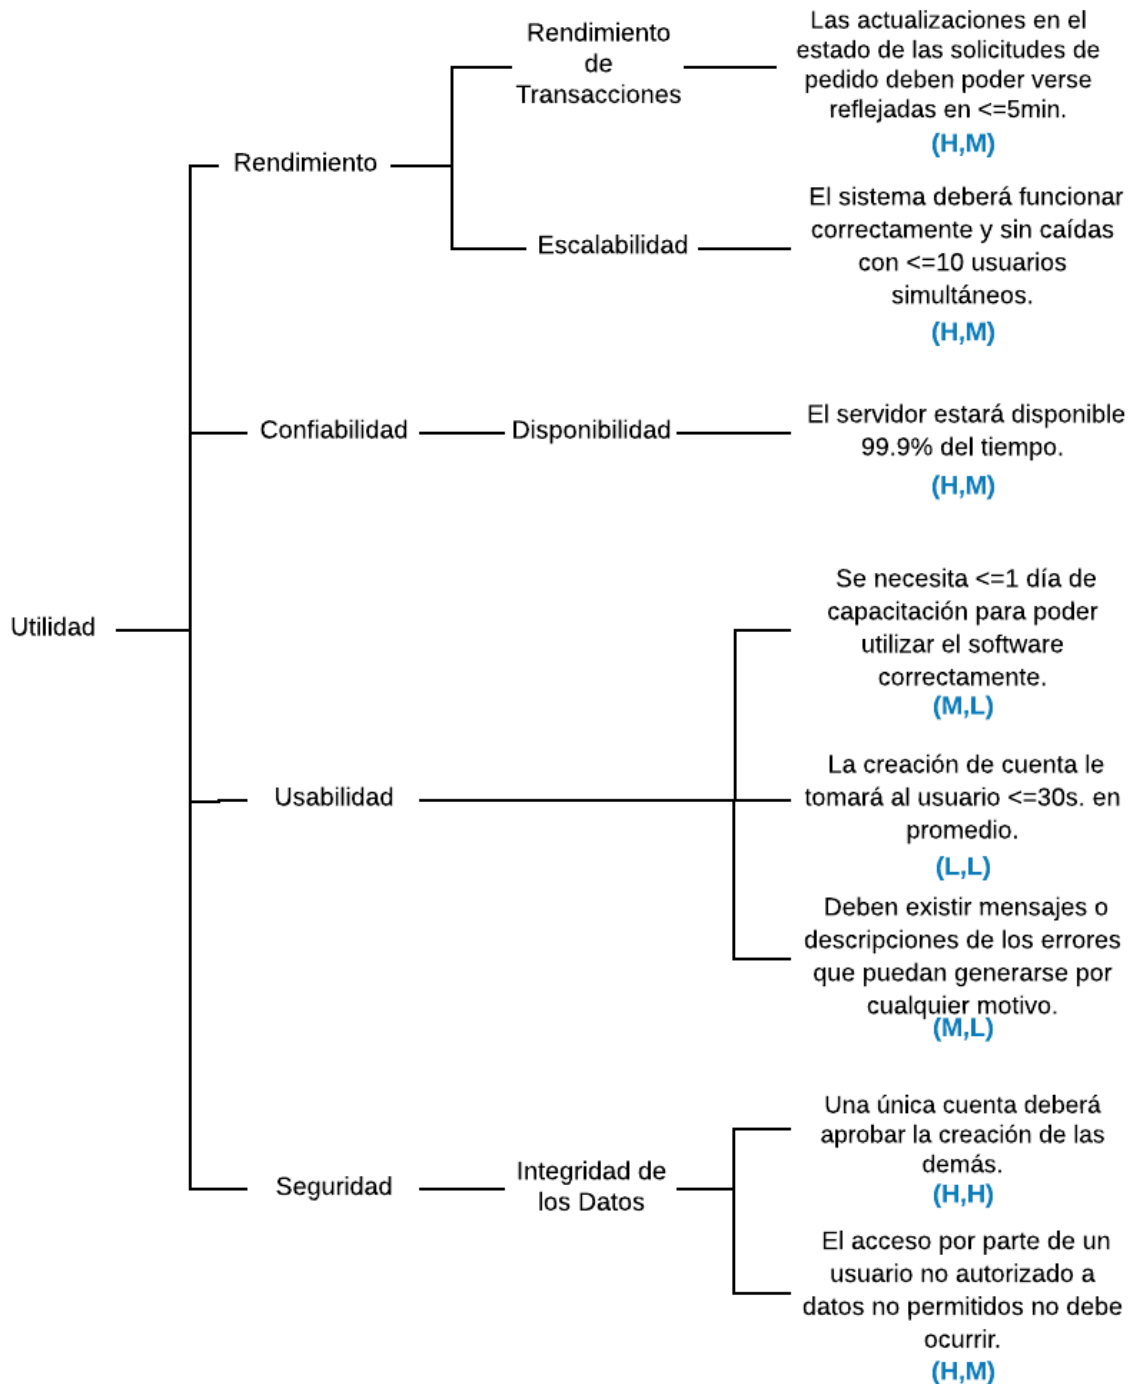 Utilidad
Rendimiento
Rendimiento
de
Transacciones
Las actualizaciones en el
estado de las solicitudes de
pedido deben poder verse
reflejadas en <=5min.
(H,M)
Escalabilidad
El sistema deberá funcionar
correctamente y sin caídas
con <=10 usuarios
simultáneos.
(H,M)
Confiabilidad
Disponibilidad
El servidor estará disponible
99.9% del tiempo.
(H,M)
Usabilidad
Se necesita <=1 día de
capacitación para poder
utilizar el software
correctamente.
(M,L)
La creación de cuenta le
tomará al usuario <=30s. en
promedio.
(L,L)
Deben existir mensajes o
descripciones de los errores
que puedan generarse por
cualquier motivo.
(M,L)
Seguridad
Integridad de
los Datos
Una única cuenta deberá
aprobar la creación de las
demás.
(H,H)
El acceso por parte de un
usuario no autorizado a
datos no permitidos no debe
ocurrir.
(H,M)